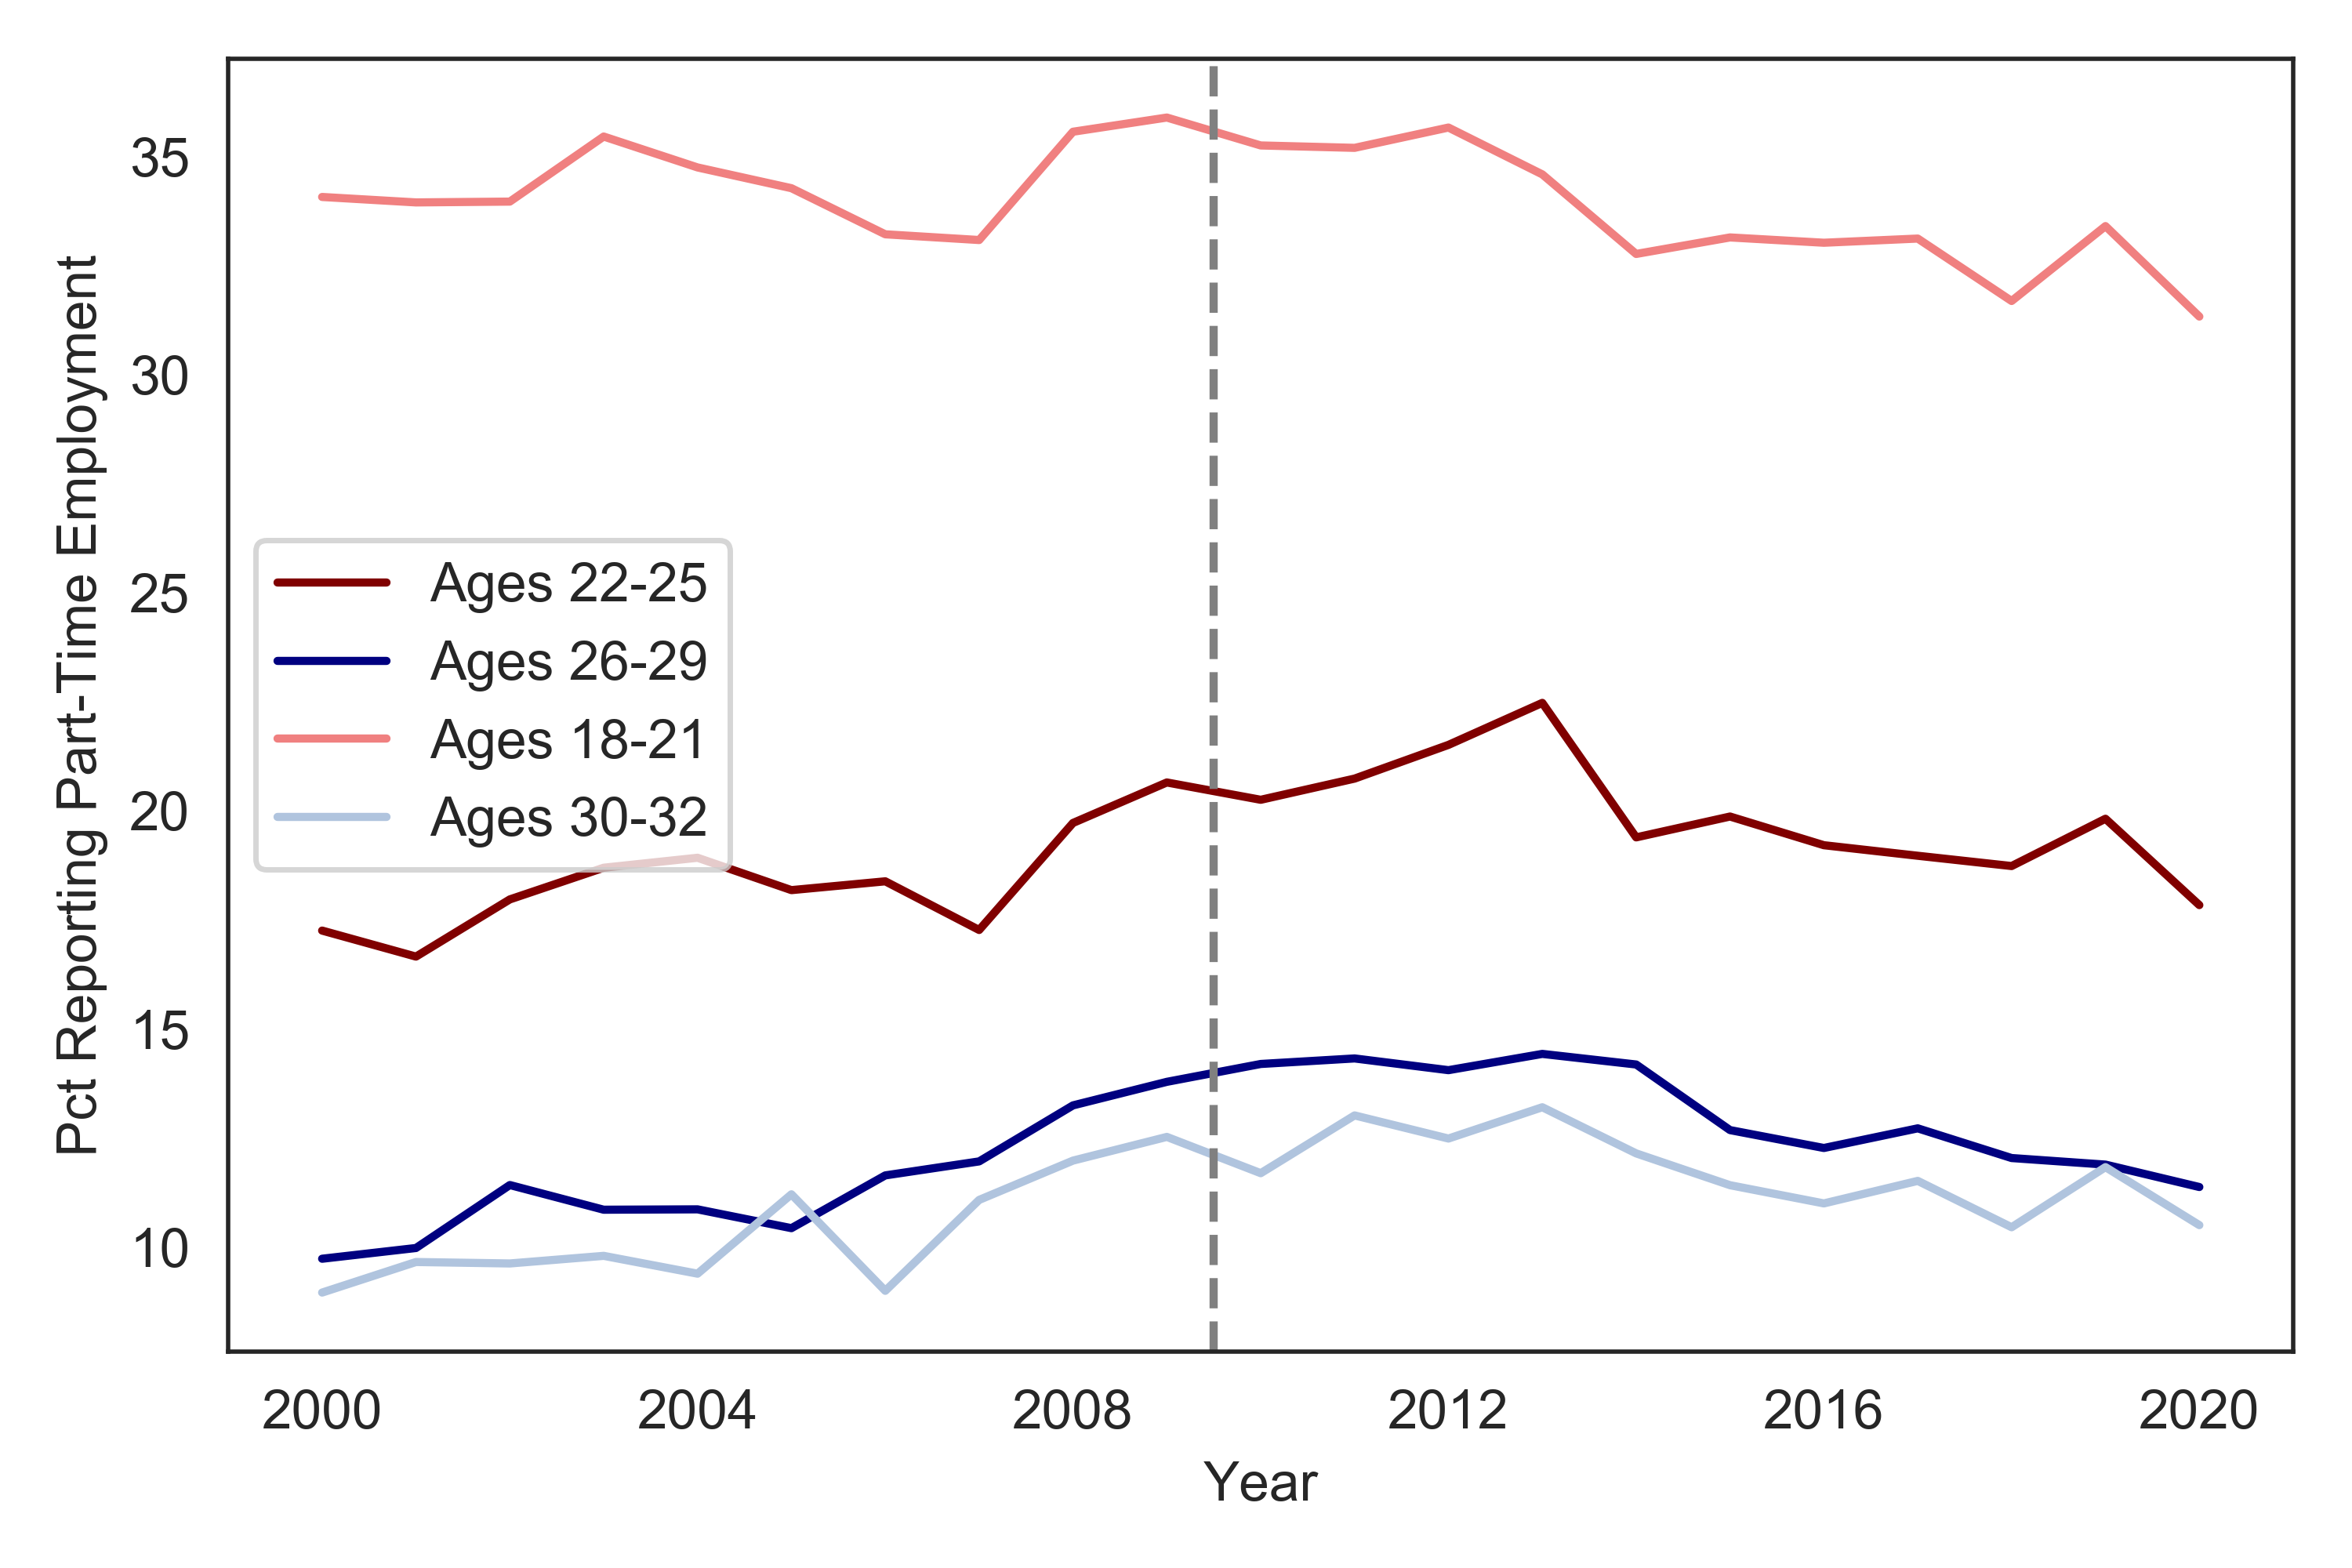 Pct Reporting Part-Time Employment
35
30
25
20
15
10
Ages 22-25
Ages 26-29
Ages 18-21
Ages 30-32
2000 2004 2008 2012 2016 2020
Year